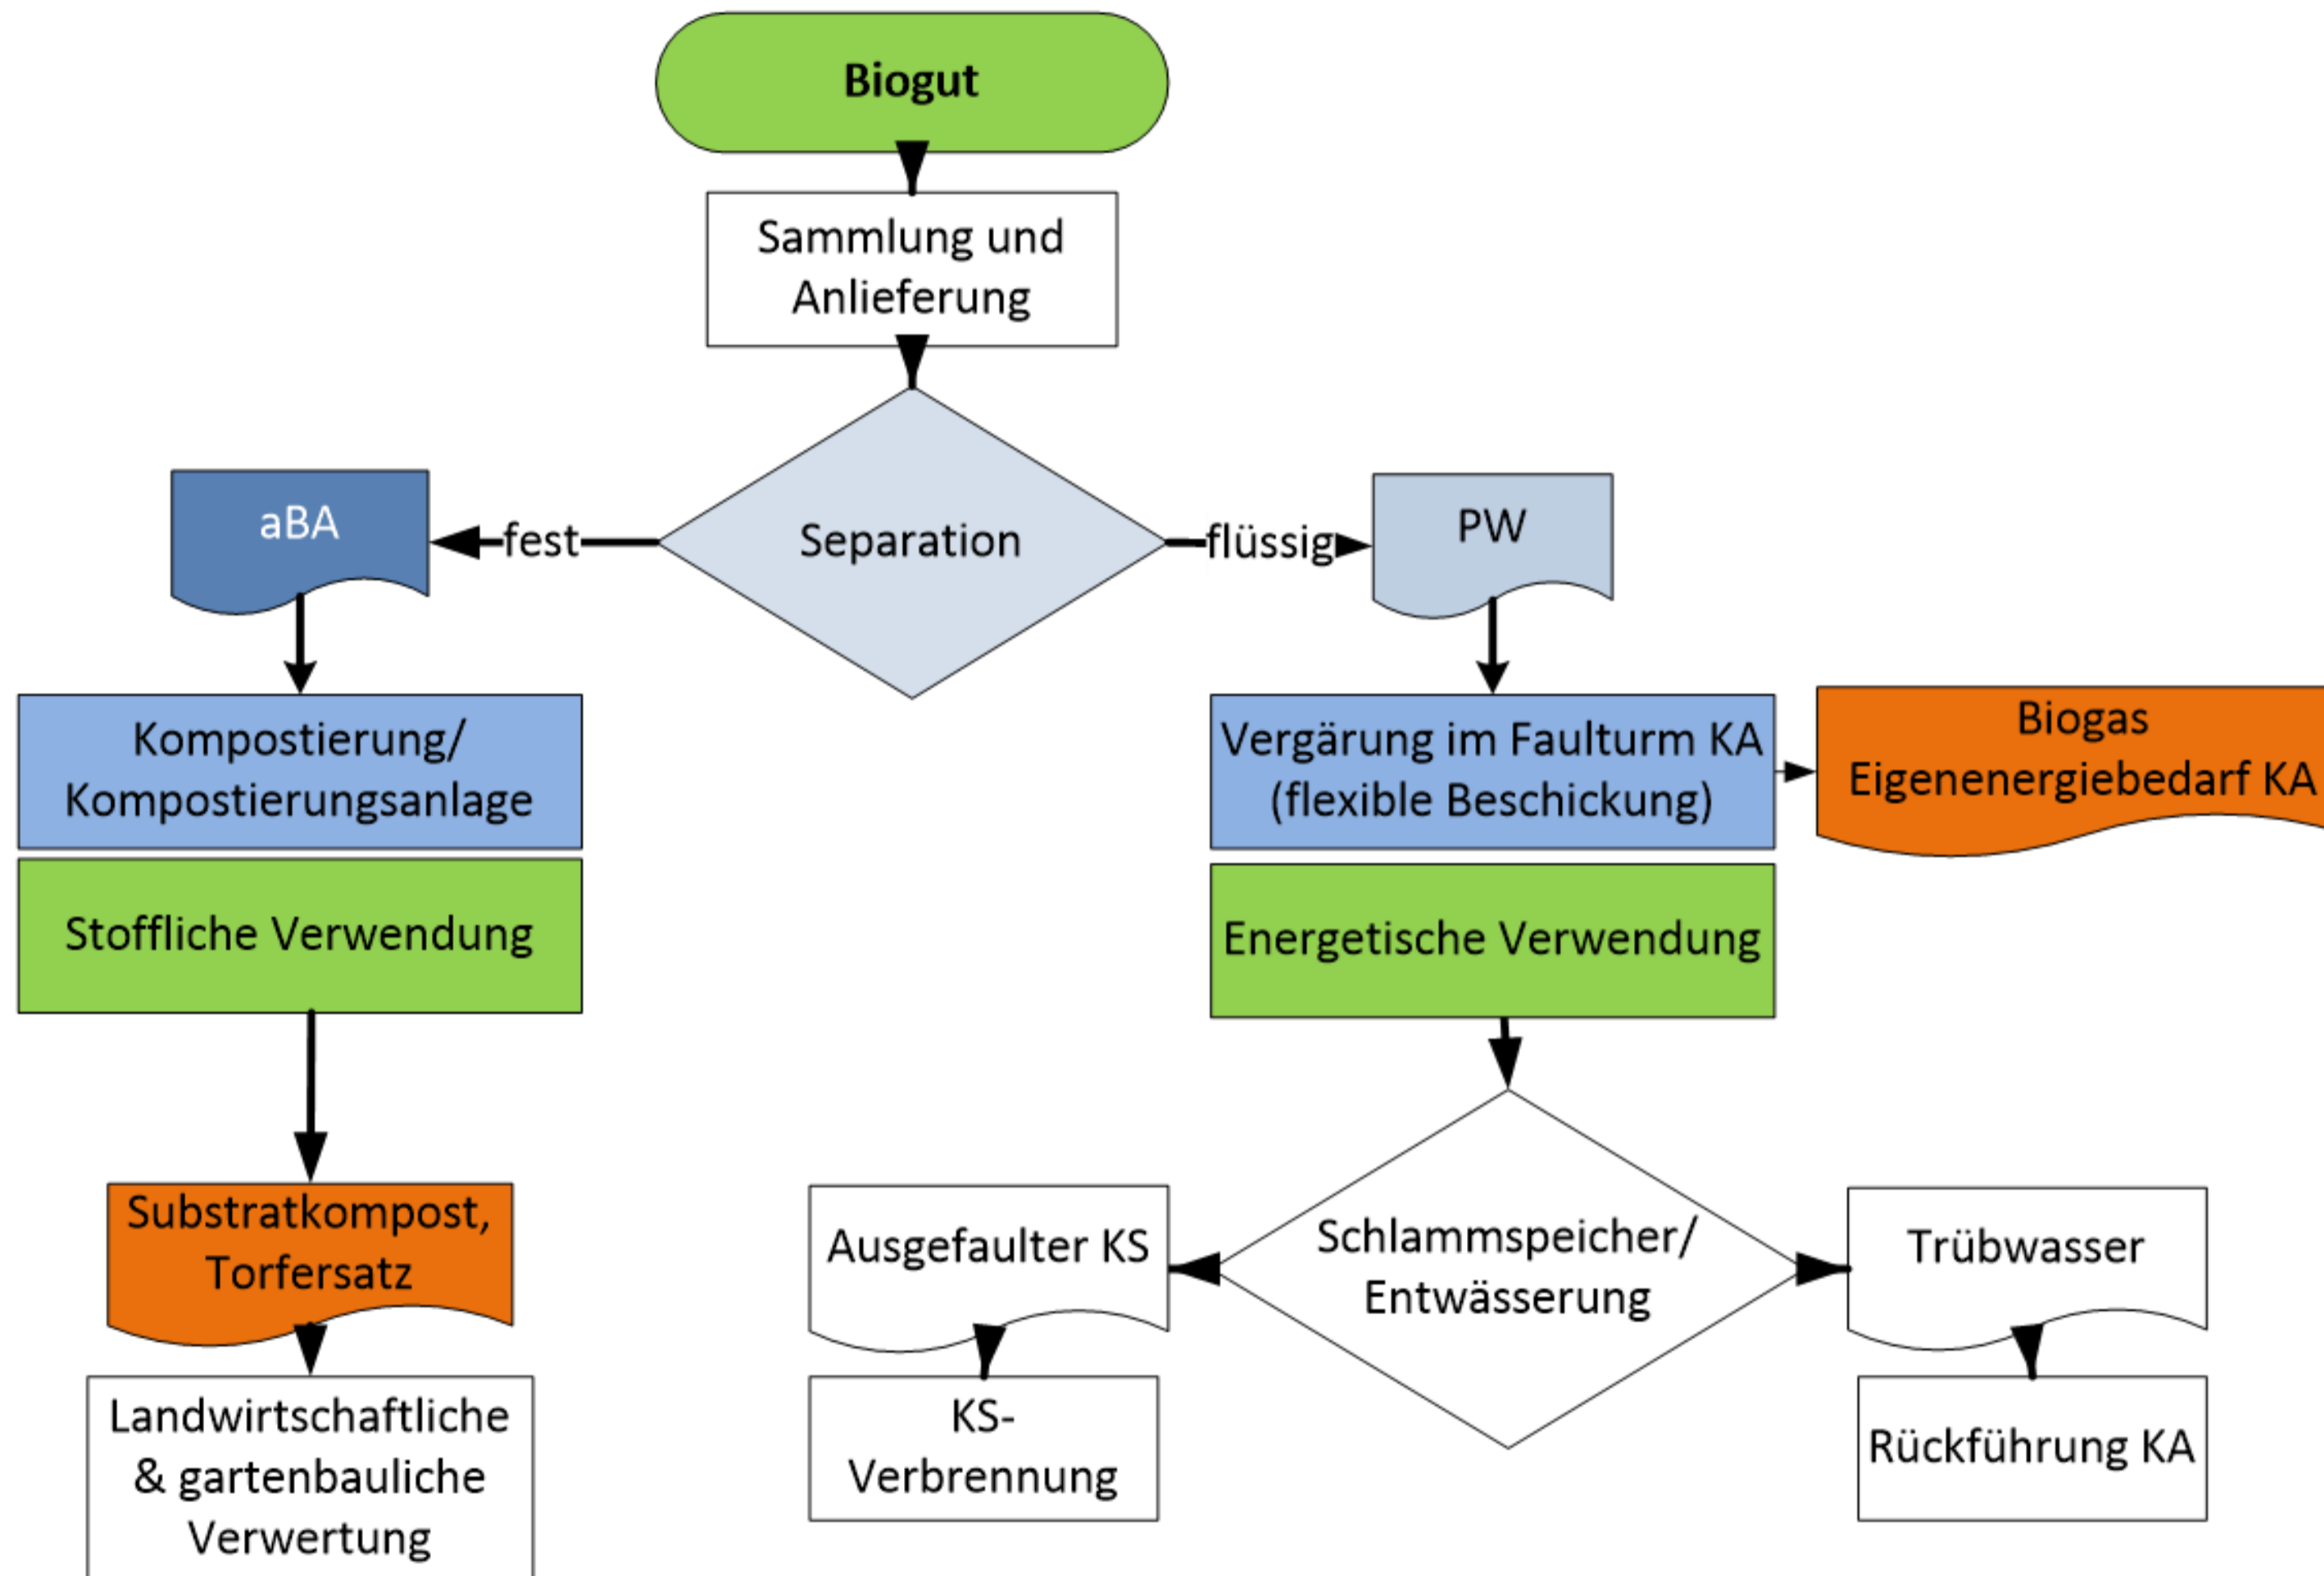 Biogut
Sammlung und
Anlieferung
aBA
fest
Separation
flüssig
PW
Kompostierung/
Kompostierungsanlage
Vergärung im Faulturm KA
(flexible Beschickung)
Biogas
Eigenenergiebedarf KA
Stoffliche Verwendung
Energetische Verwendung
Substratkompost,
Torfersatz
Ausgefaulter KS
Schlammspeicher/
Entwässerung
Trübwasser
Landwirtschaftliche
& gartenbauliche
Verwertung
KS-
Verbrennung
Rückführung KA